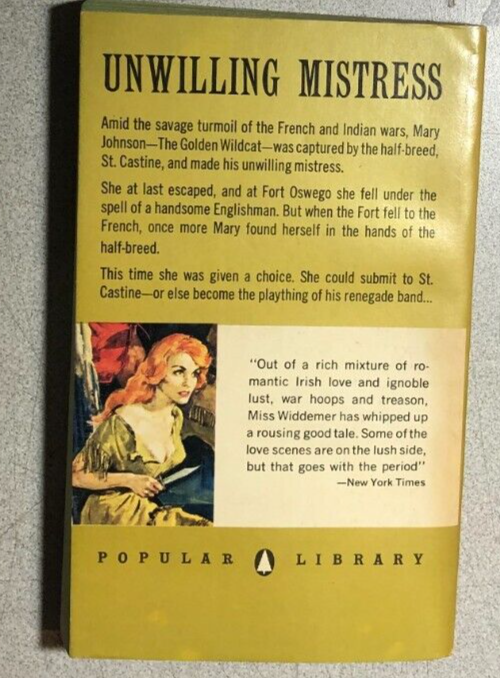 UNWILLING MISTRESS
Amid the savage turmoil of the French and Indian wars, Mary
Johnson—The Golden Wildcat—was captured by the half-breed,
St. Castine, and made his unwilling mistress.
She at last escaped, and at Fort Oswego she fell under the
spell of a handsome Englishman. But when the Fort fell to the
French, once more Mary found herself in the hands of the
half-breed.
This time she was given a choice. She could submit to St.
Castine—or else become the plaything of his renegade band...
"Out of a rich mixture of ro-
mantic Irish love and ignoble
lust, war hoops and treason,
Miss Widdemer has whipped up
a rousing good tale. Some of the
love scenes are on the lush side,
but that goes with the period"
—New York Times
POPULAR LIBRARY